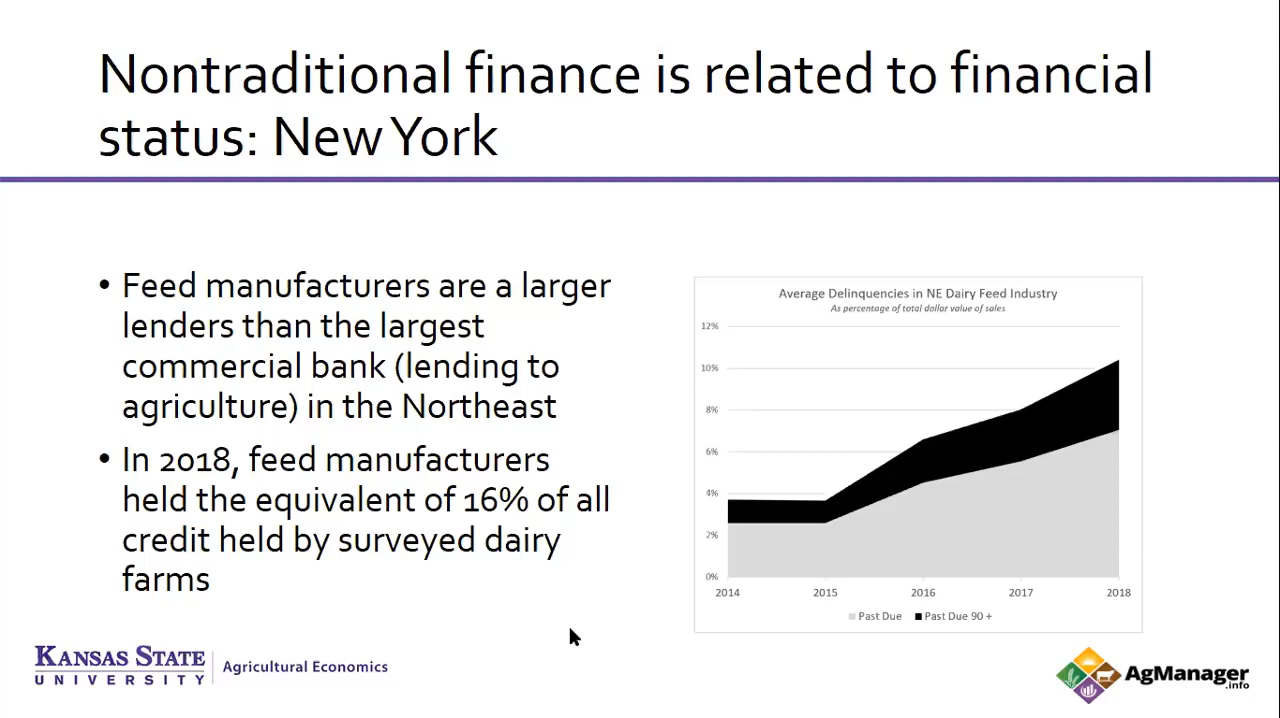 Nontraditional finance is related to financial
status: New York
• Feed manufacturers are a larger
lenders than the largest
commercial bank (lending to
agriculture) in the Northeast
• In 2018, feed manufacturers
held the equivalent of 16% of all
credit held by surveyed dairy
farms
Average Delinquencies in NE Dairy Feed Industry
As percentage of total dollar value of sales
12%
10%
8%
6%
4%
2%
0%
2014 2015 2016 2017 2018
Past Due Past Due 90 +
KANSAS STATE
UNIVERSITY
Agricultural Economics
AgManager
.info